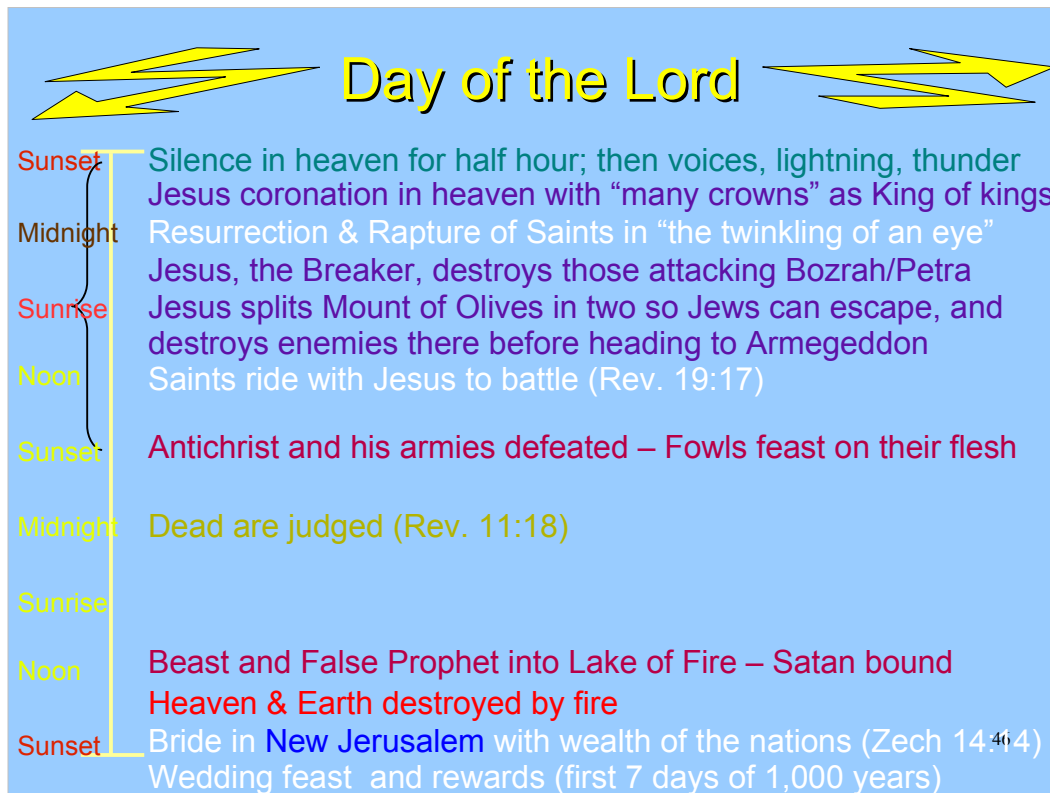 Day of the Lord
Sunset Silence in heaven for half hour; then voices, lightning, thunder
Jesus coronation in heaven with “many crowns” as King of kings
Midnight Resurrection & Rapture of Saints in “the twinkling of an eye”
Jesus, the Breaker, destroys those attacking Bozrah/Petra
Sunrise Jesus splits Mount of Olives in two so Jews can escape, and
destroys enemies there before heading to Armegeddon
Noon Saints ride with Jesus to battle (Rev. 19:17)
Sunset Antichrist and his armies defeated – Fowls feast on their flesh
Midnight Dead are judged (Rev. 11:18)
Sunrise
Noon Beast and False Prophet into Lake of Fire – Satan bound
Heaven & Earth destroyed by fire
Sunset Bride in New Jerusalem with wealth of the nations (Zech 14:14)
46
Wedding feast and rewards (first 7 days of 1,000 years)